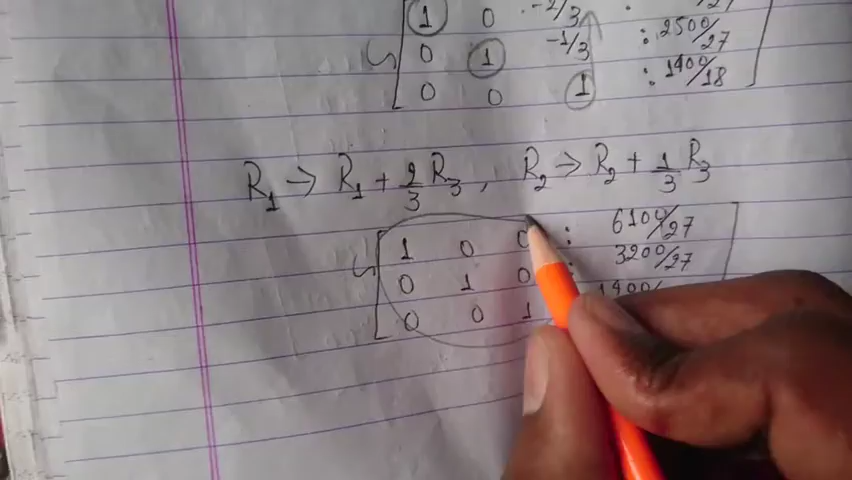 1 0 -2/3 : /27
0 1 -1/3 : 2500/27
0 0 1 : 1400/18
R1 → R1 + 2/3 R3, R2 → R2 + 1/3 R3
1 0 0 : 6100/27
0 1 0 : 3200/27
0 0 1 1400/